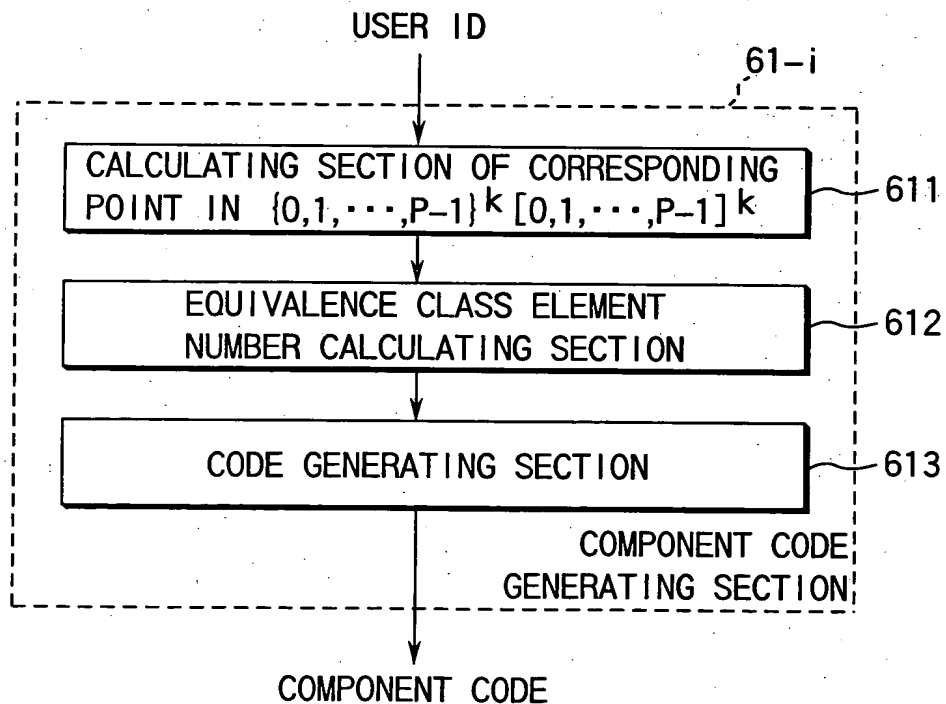 USER ID
61-i
CALCULATING SECTION OF CORRESPONDING
POINT IN {0,1,···,P-1}^k [0,1,···,P-1]^k
611
EQUIVALENCE CLASS ELEMENT
NUMBER CALCULATING SECTION
612
CODE GENERATING SECTION
613
COMPONENT CODE
GENERATING SECTION
COMPONENT CODE